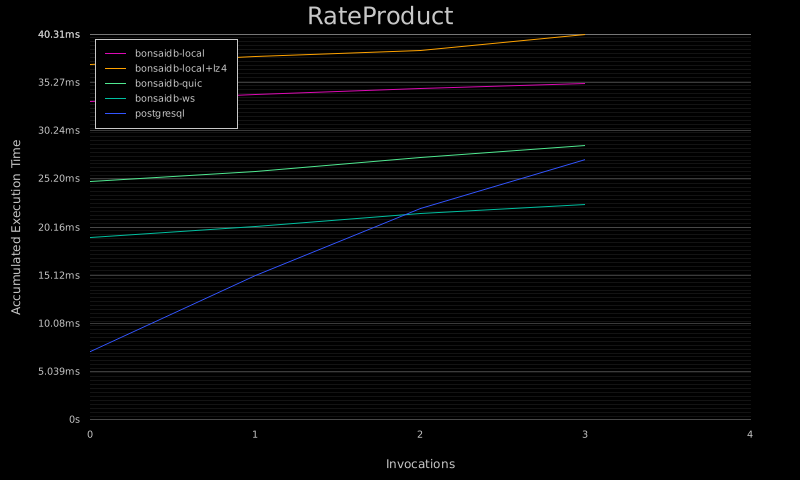 RateProduct
40.31ms
35.27ms
30.24ms
25.20ms
20.16ms
15.12ms
10.08ms
5.039ms
0s
Accumulated Execution Time
bonsaidb-local
bonsaidb-local+lz4
bonsaidb-quic
bonsaidb-ws
postgresql
0 1 2 3 4
Invocations